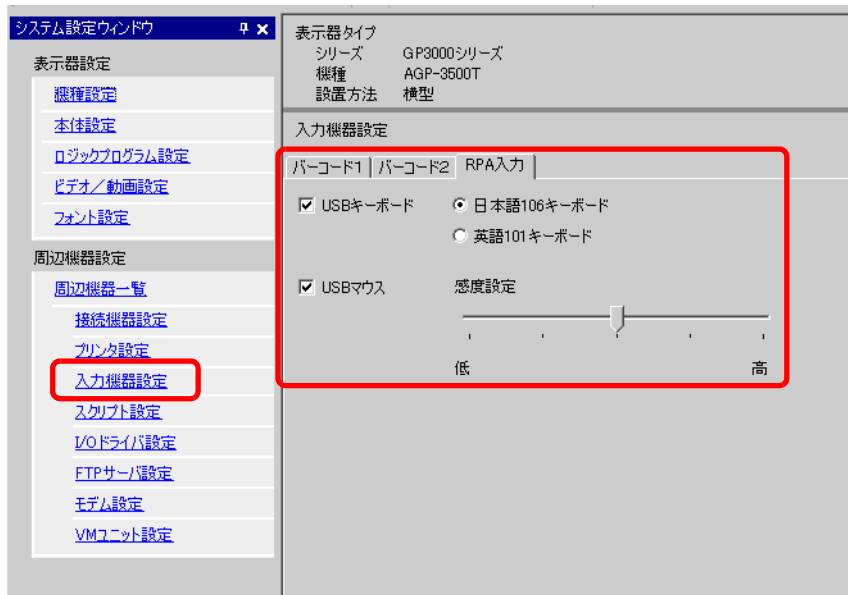 システム設定ウィンドウ
表示器設定
機種設定
本体設定
ロジックプログラム設定
ビデオ／動画設定
フォント設定
周辺機器設定
周辺機器一覧
接続機器設定
プリンタ設定
入力機器設定
スクリプト設定
I/Oドライバ設定
FTPサーバ設定
モデム設定
VMユニット設定
表示器タイプ
シリーズ GP3000シリーズ
機種 AGP-3500T
設置方法 横型
入力機器設定
バーコード1 バーコード2 RPA入力
USBキーボード 日本語106キーボード
英語101キーボード
USBマウス 感度設定
低 高